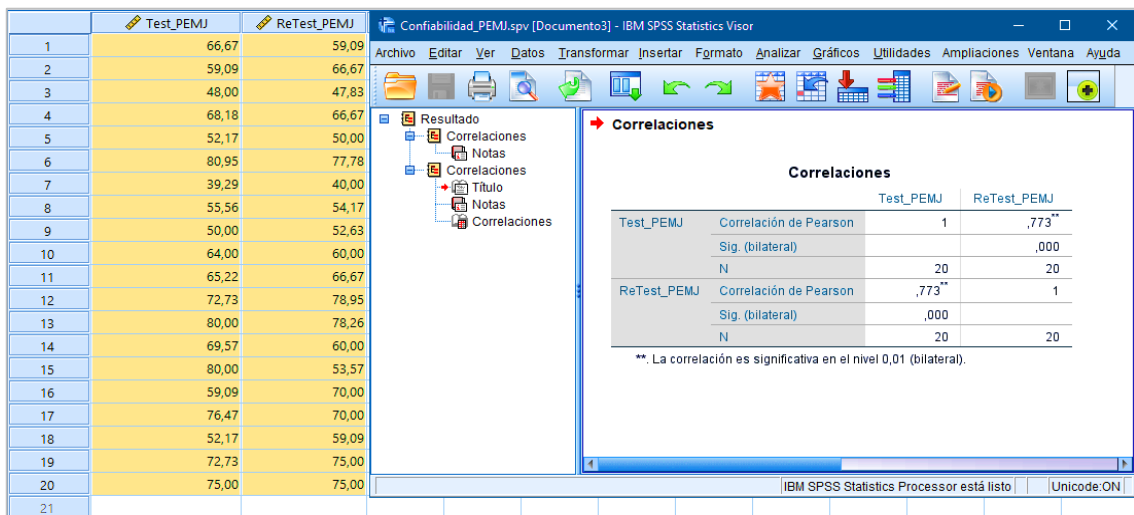 Test_PEMJ ReTest_PEMJ
1 66,67 59,09
2 59,09 66,67
3 48,00 47,83
4 68,18 66,67
5 52,17 50,00
6 80,95 77,78
7 39,29 40,00
8 55,56 54,17
9 50,00 52,63
10 64,00 60,00
11 65,22 66,67
12 72,73 78,95
13 80,00 78,26
14 69,57 60,00
15 80,00 53,57
16 59,09 70,00
17 76,47 70,00
18 52,17 59,09
19 72,73 75,00
20 75,00 75,00
21
Confiabilidad_PEMJ.spv [Documento3] - IBM SPSS Statistics Visor
Archivo Editar Ver Datos Transformar Insertar Formato Analizar Gráficos Utilidades Ampliaciones Ventana Ayuda
Resultado
Correlaciones
Notas
Correlaciones
Título
Notas
Correlaciones
Correlaciones
Correlaciones
Test_PEMJ ReTest_PEMJ
Test_PEMJ Correlación de Pearson 1 ,773**
Sig. (bilateral) ,000
N 20 20
ReTest_PEMJ Correlación de Pearson ,773** 1
Sig. (bilateral) ,000
N 20 20
**. La correlación es significativa en el nivel 0,01 (bilateral).
IBM SPSS Statistics Processor está listo Unicode:ON